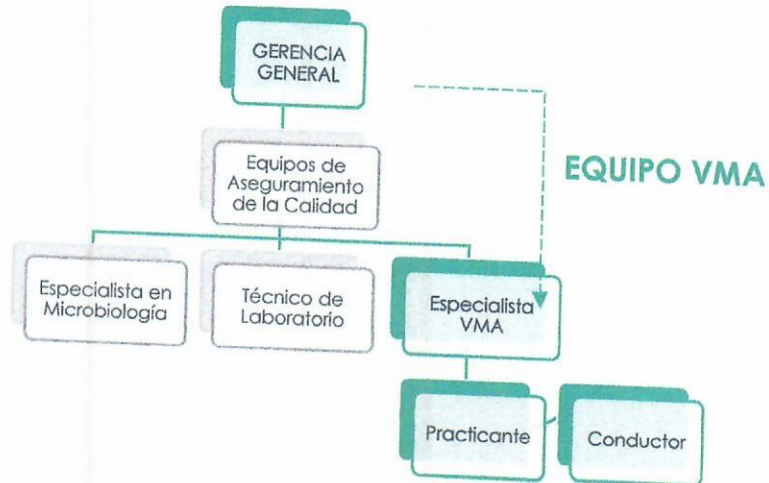 GERENCIA
GENERAL
Equipos de
Aseguramiento
de la Calidad
EQUIPO VMA
Especialista en
Microbiología
Técnico de
Laboratorio
Especialista
VMA
Practicante
Conductor